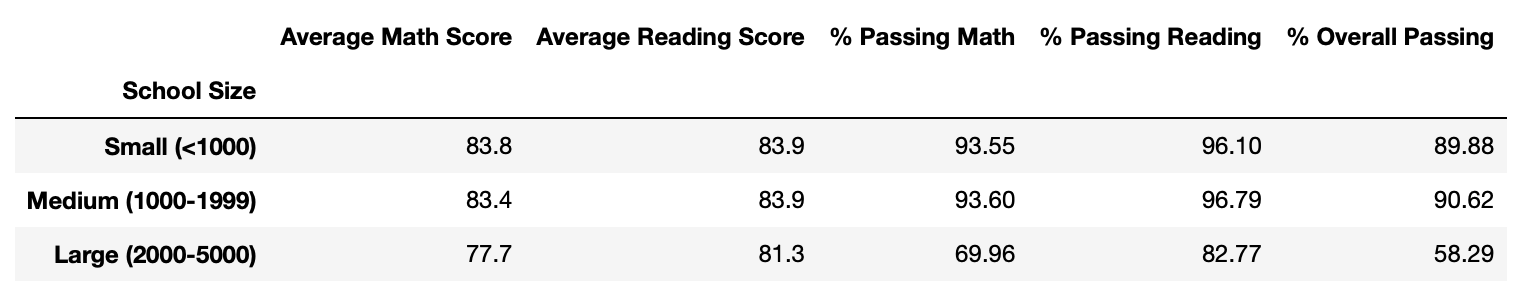 Average Math Score Average Reading Score % Passing Math % Passing Reading % Overall Passing
School Size
Small (<1000) 83.8 83.9 93.55 96.10 89.88
Medium (1000-1999) 83.4 83.9 93.60 96.79 90.62
Large (2000-5000) 77.7 81.3 69.96 82.77 58.29